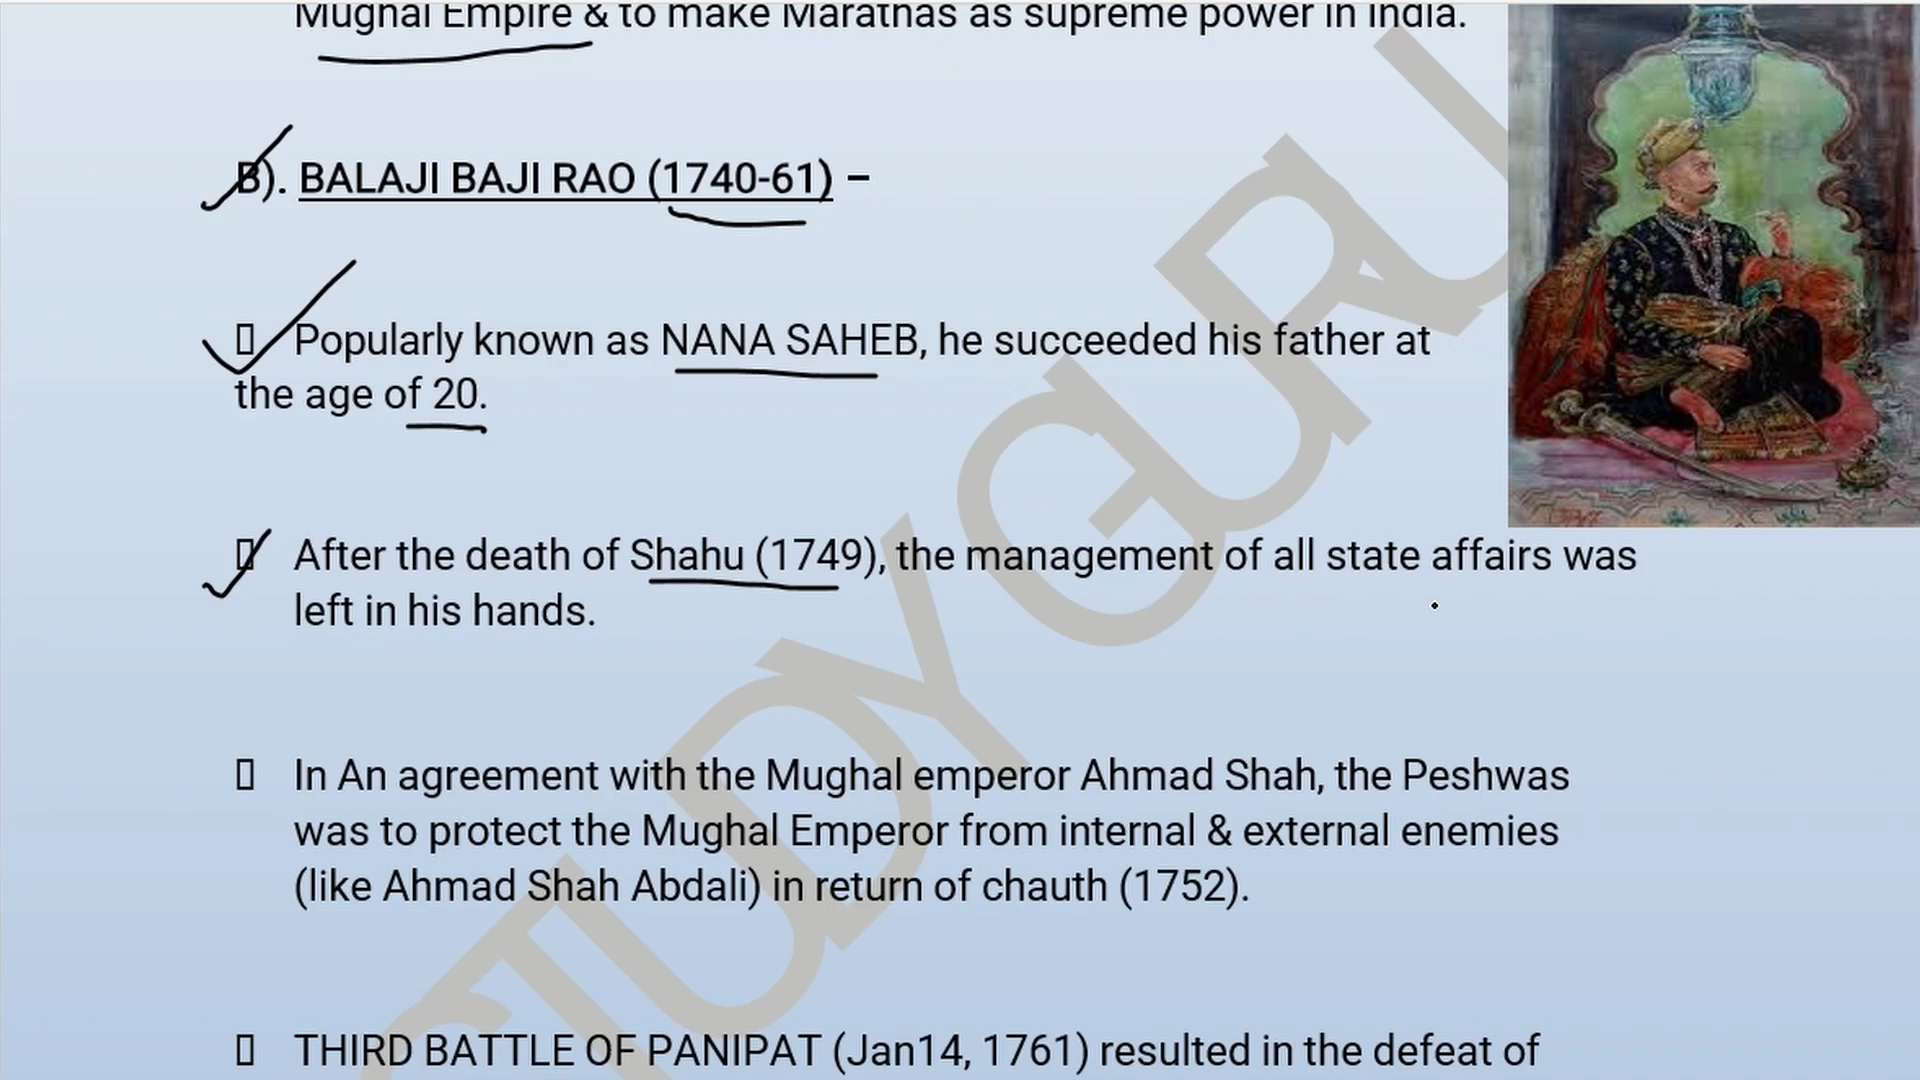 Mughal Empire & to make Marathas as supreme power in India.
B). BALAJI BAJI RAO (1740-61) –
Popularly known as NANA SAHEB, he succeeded his father at
the age of 20.
After the death of Shahu (1749), the management of all state affairs was
left in his hands.
In An agreement with the Mughal emperor Ahmad Shah, the Peshwas
was to protect the Mughal Emperor from internal & external enemies
(like Ahmad Shah Abdali) in return of chauth (1752).
THIRD BATTLE OF PANIPAT (Jan14, 1761) resulted in the defeat of
STUDYGURU